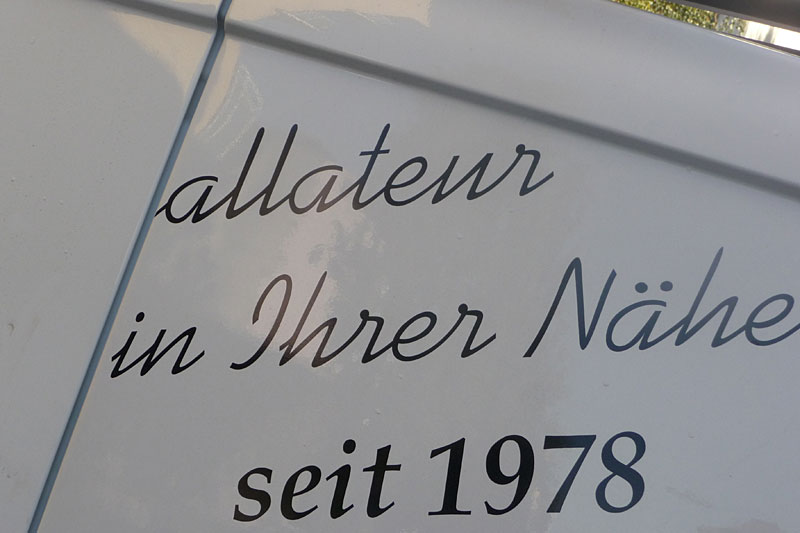 allateur
in Ihrer Nähe
seit 1978